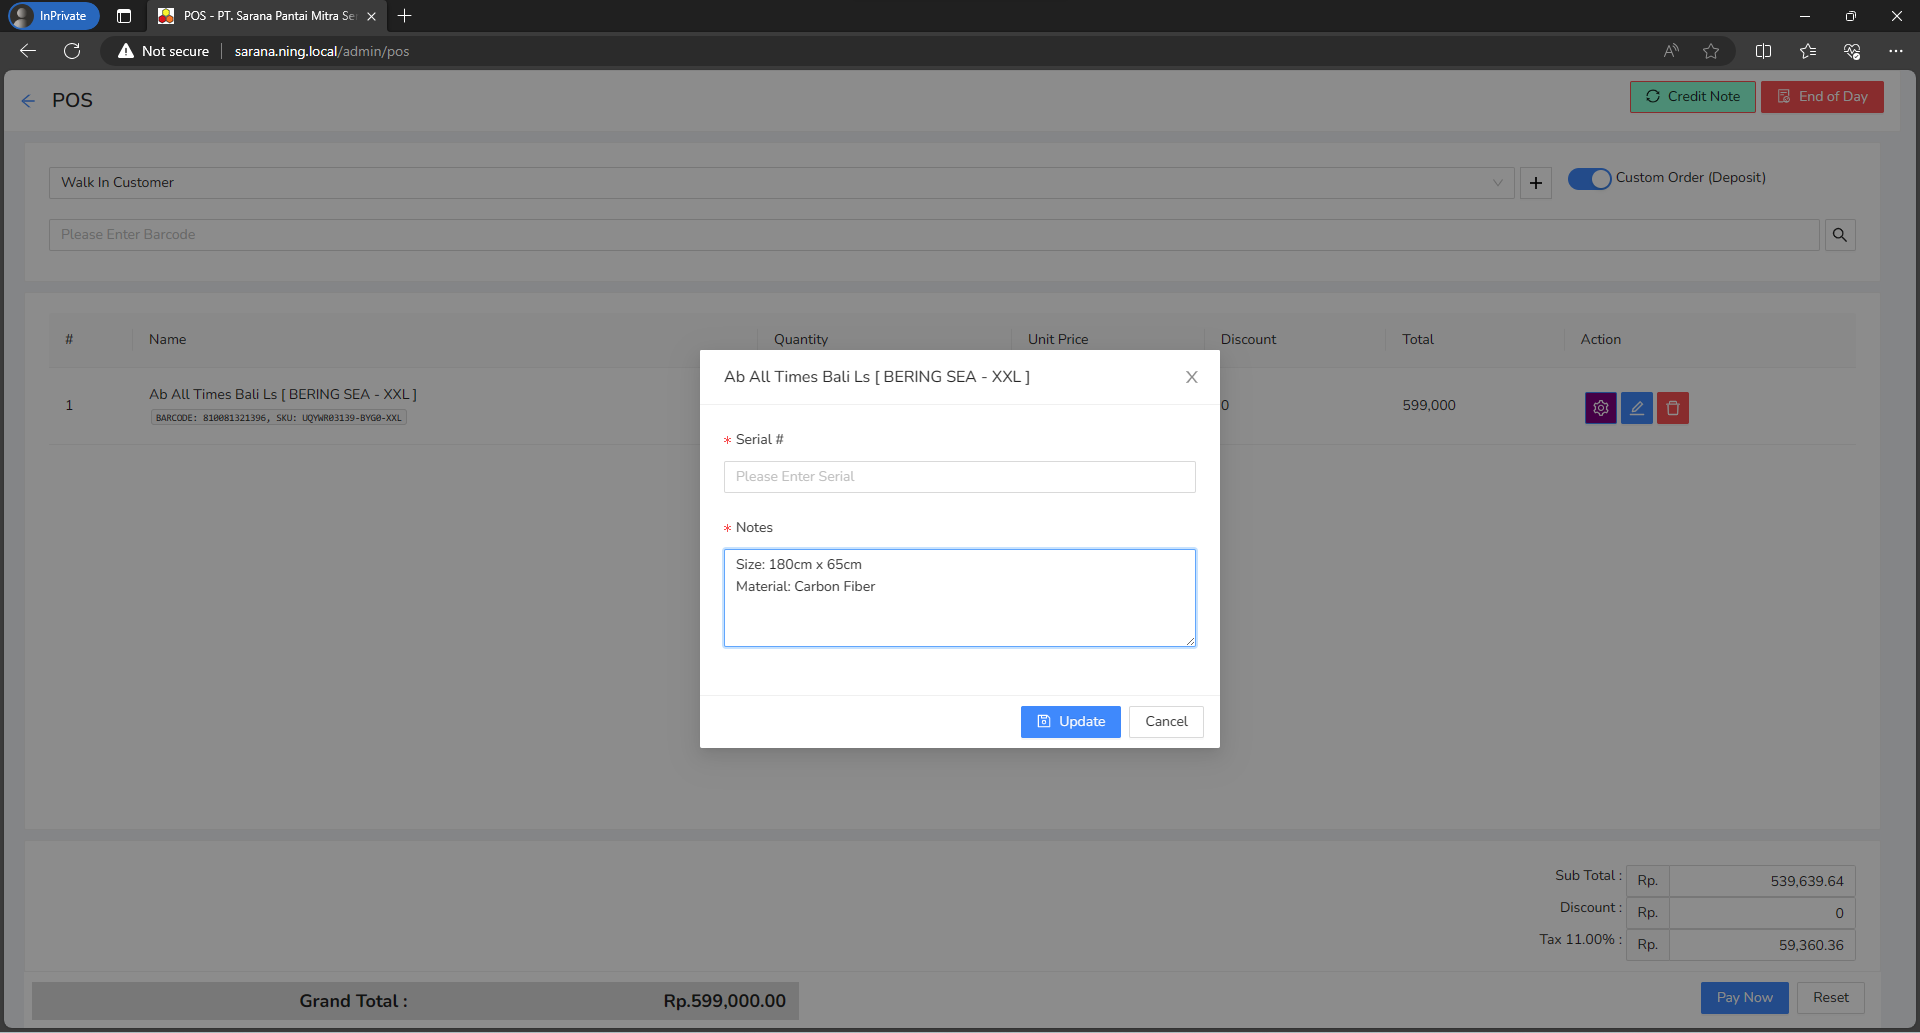 InPrivate
POS - PT. Sarana Pantai Mitra Se
Not secure
sarana.ning.local/admin/pos
POS
Credit Note
End of Day
Walk In Customer
Custom Order (Deposit)
Please Enter Barcode
# Name Quantity Unit Price Discount Total Action
Ab All Times Bali Ls [ BERING SEA - XXL ]
1 0 599,000
BARCODE: 810081321396, SKU: UQYWR03139-BYG0-XXL
Ab All Times Bali Ls [ BERING SEA - XXL ]
* Serial #
Please Enter Serial
* Notes
Size: 180cm x 65cm
Material: Carbon Fiber
Update
Cancel
Sub Total : Rp. 539,639.64
Discount : Rp. 0
Tax 11.00% : Rp. 59,360.36
Grand Total : Rp.599,000.00
Pay Now
Reset